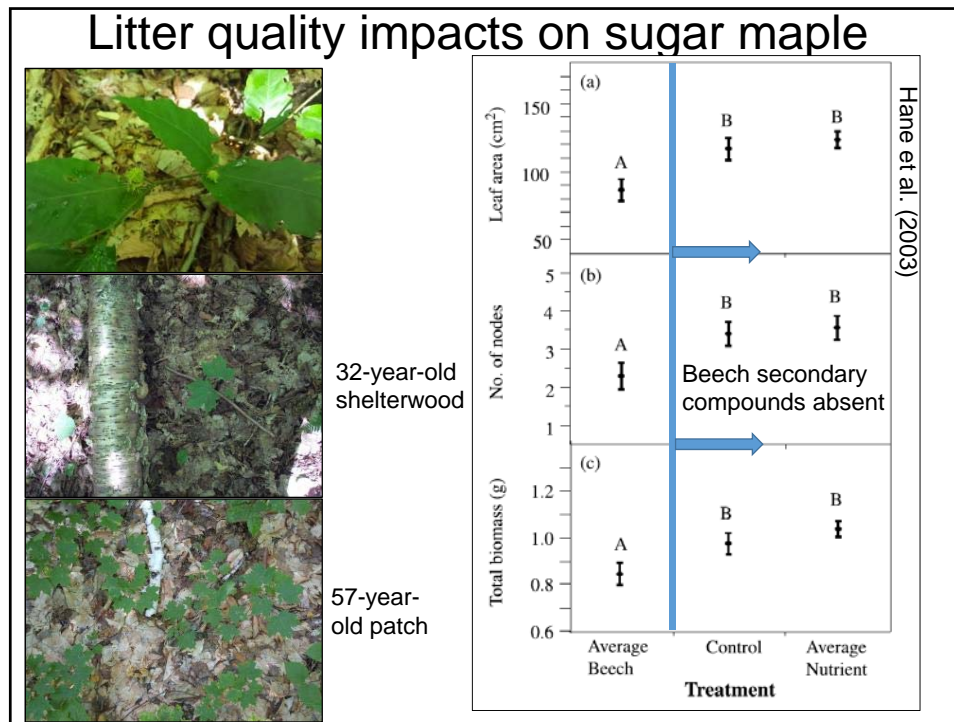 Litter quality impacts on sugar maple
32-year-old
shelterwood
57-year-
old patch
Hane et al. (2003)
(a)
Leaf area (cm²)
150
100
50
A
B
B
(b)
No. of nodes
5
4
3
2
1
A
B
B
Beech secondary
compounds absent
(c)
Total biomass (g)
1.2
1.0
0.8
0.6
A
B
B
Average
Beech
Control
Average
Nutrient
Treatment